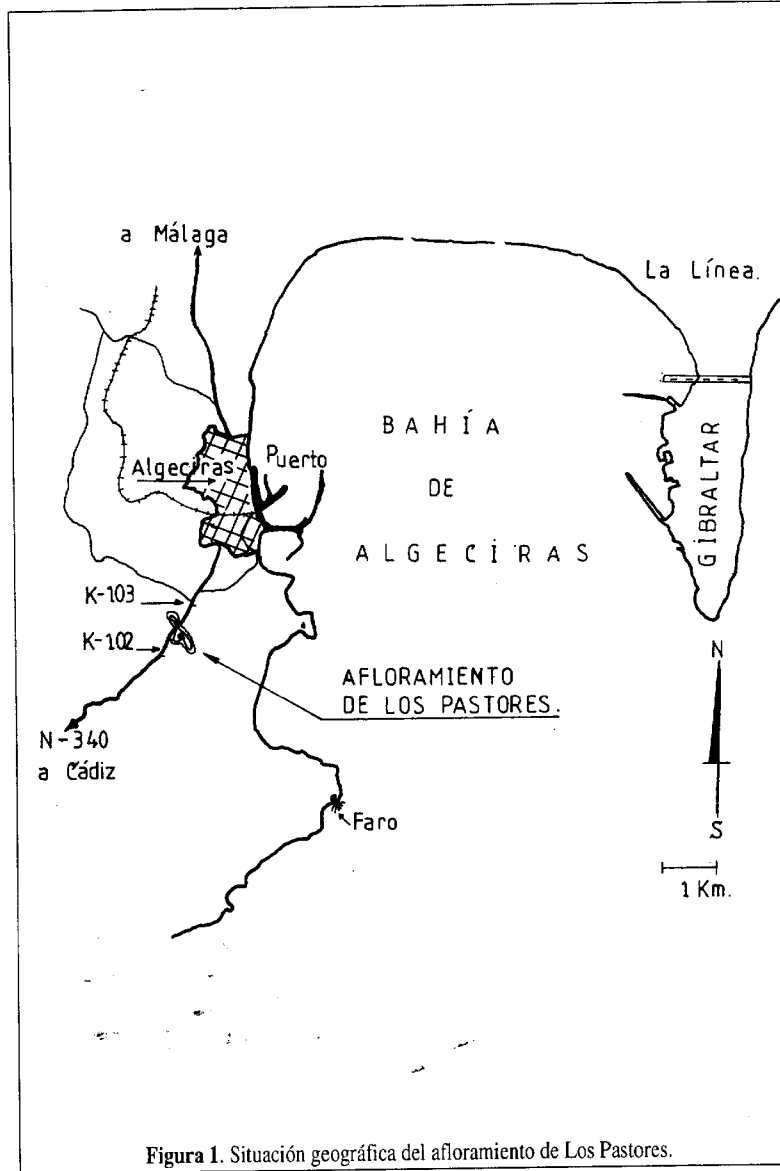 a Málaga
La Línea.
BAHÍA
DE
ALGECIRAS
Algeciras
Puerto
GIBRALTAR
K-103
K-102
AFLORAMIENTO
DE LOS PASTORES.
N-340
a Cádiz
Faro
N
S
1 Km.
Figura 1. Situación geográfica del afloramiento de Los Pastores.